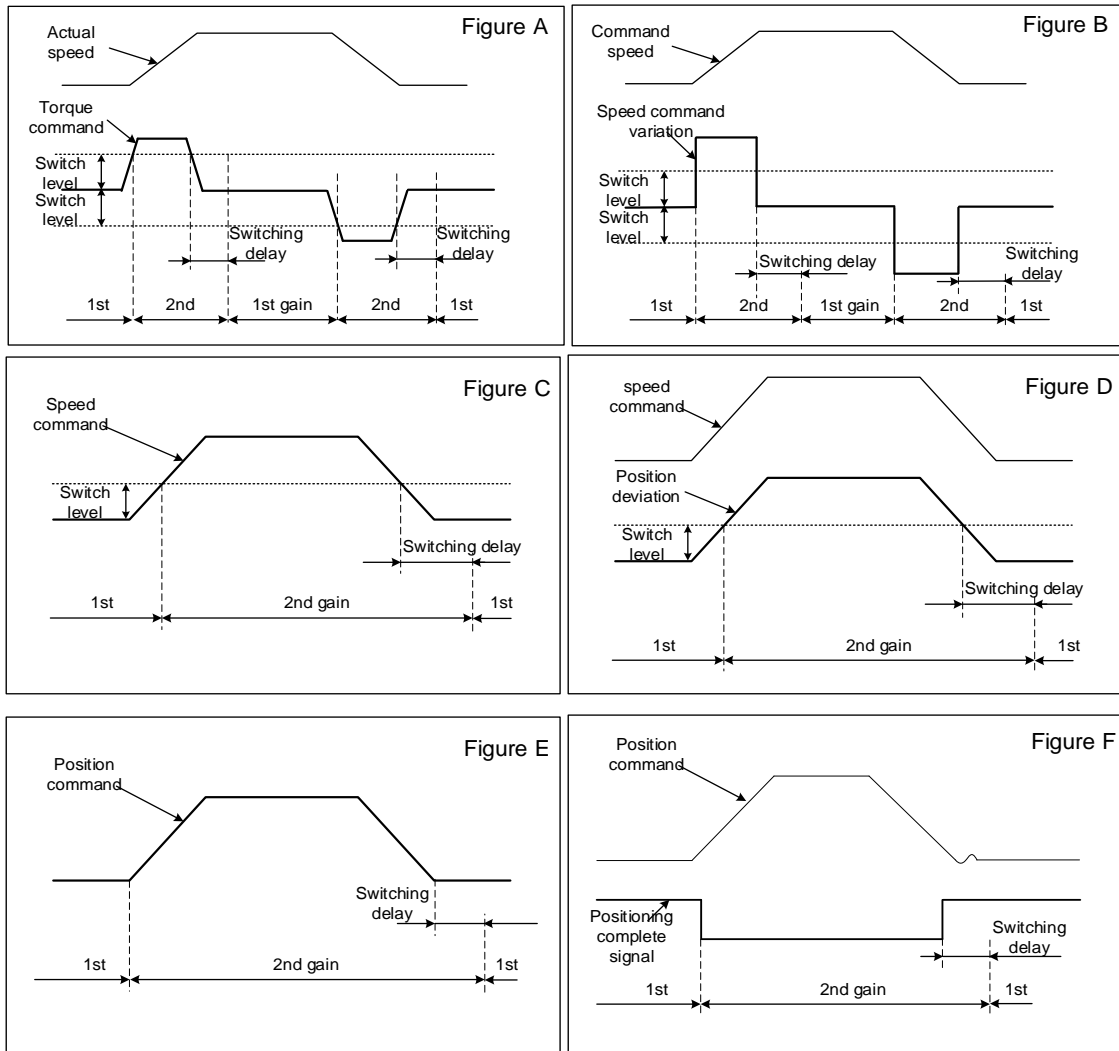 Figure A
Actual
speed
Torque
command
Switch
level
Switch
level
Switching
delay
Switching
delay
1st
2nd
1st gain
2nd
1st
Figure B
Command
speed
Speed command
variation
Switch
level
Switch
level
Switching delay
Switching
delay
1st
2nd
1st gain
2nd
1st
Figure C
Speed
command
Switch
level
Switching delay
1st
2nd gain
1st
Figure D
speed
command
Position
deviation
Switch
level
Switching delay
1st
2nd gain
1st
Figure E
Position
command
Switching
delay
1st
2nd gain
1st
Figure F
Position
command
Positioning
complete
signal
Switching
delay
1st
2nd gain
1st